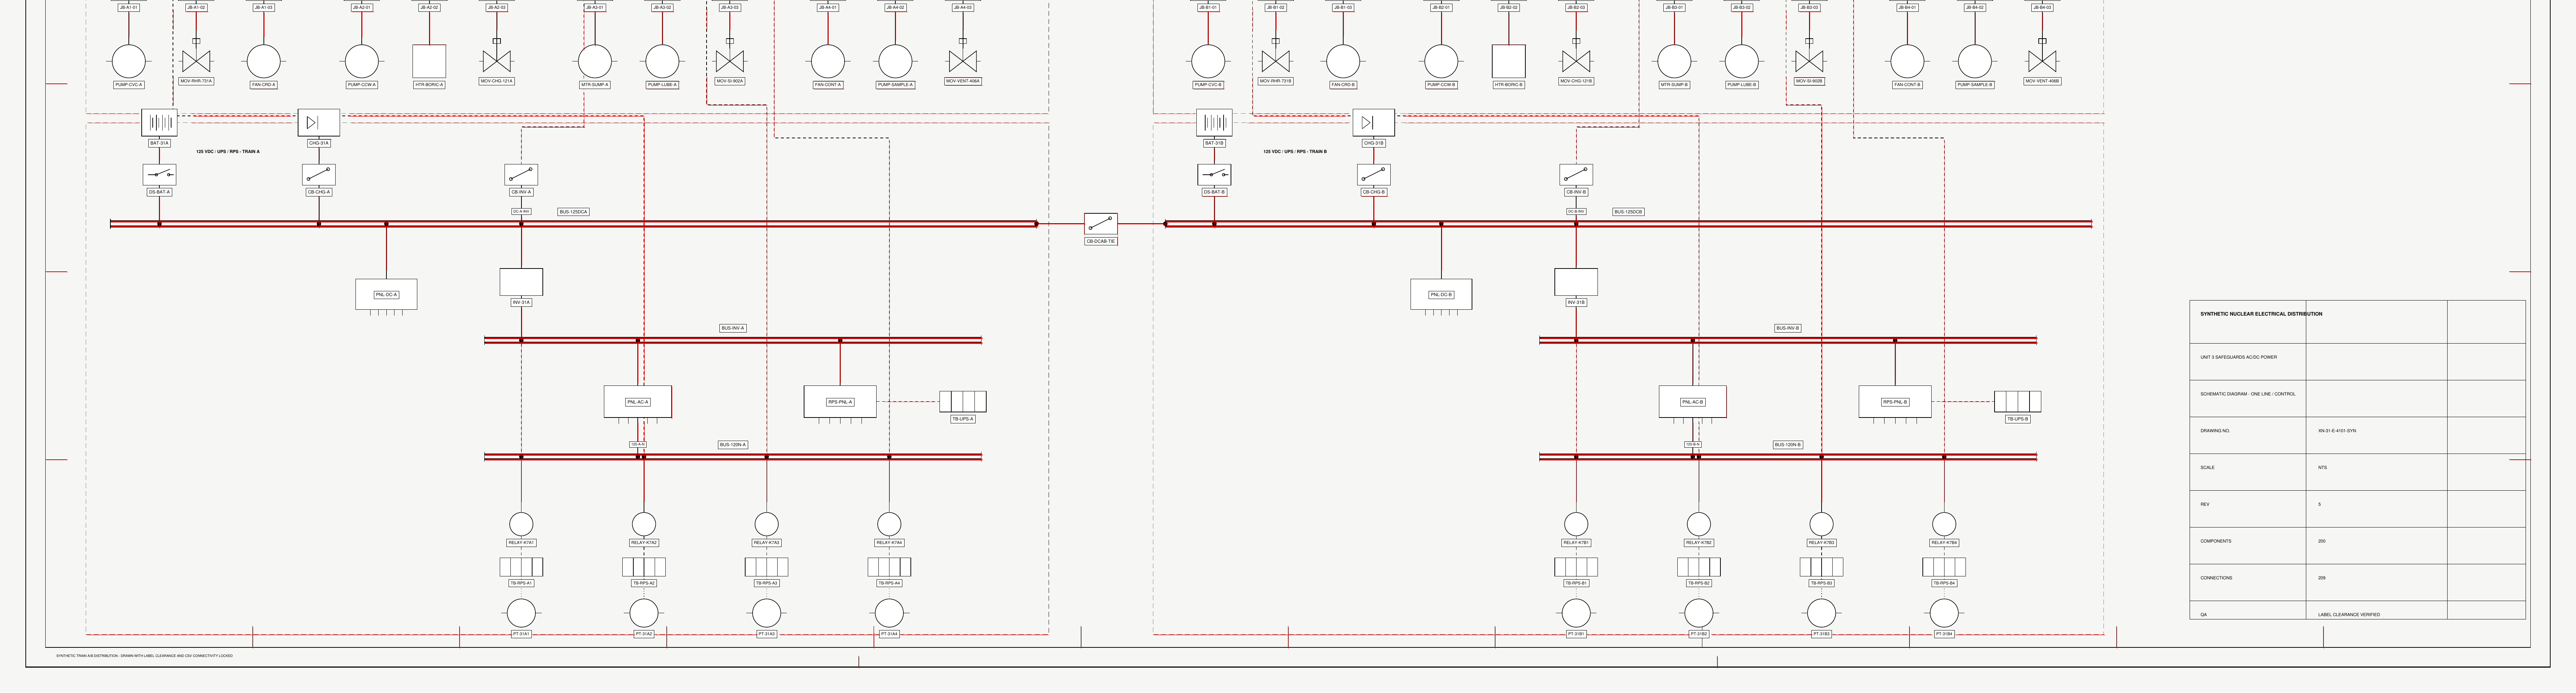 JB-A1-01 JB-A1-02 JB-A1-03 JB-A2-01 JB-A2-02 JB-A2-03 JB-A3-01 JB-A3-02 JB-A3-03 JB-A4-01 JB-A4-02 JB-A4-03 JB-B1-01 JB-B1-02 JB-B1-03 JB-B2-01 JB-B2-02 JB-B2-03 JB-B3-01 JB-B3-02 JB-B3-03 JB-B4-01 JB-B4-02 JB-B4-03
PUMP-CVC-A MOV-RHR-731A FAN-CRD-A PUMP-CCW-A HTR-BORIC-A MOV-CHG-121A MTR-SUMP-A PUMP-LUBE-A MOV-SI-902A FAN-CONT-A PUMP-SAMPLE-A MOV-VENT-406A PUMP-CVC-B MOV-RHR-731B FAN-CRD-B PUMP-CCW-B HTR-BORIC-B MOV-CHG-121B MTR-SUMP-B PUMP-LUBE-B MOV-SI-902B FAN-CONT-B PUMP-SAMPLE-B MOV-VENT-406B
BAT-31A CHG-31A BAT-31B CHG-31B
125 VDC / UPS / RPS - TRAIN A 125 VDC / UPS / RPS - TRAIN B
DS-BAT-A CB-CHG-A CB-INV-A DS-BAT-B CB-CHG-B CB-INV-B
DC-A-INV BUS-125DCA DC-B-INV BUS-125DCB
CB-DCAB-TIE
PNL-DC-A INV-31A PNL-DC-B INV-31B
BUS-INV-A BUS-INV-B
PNL-AC-A RPS-PNL-A TB-UPS-A PNL-AC-B RPS-PNL-B TB-UPS-B
120-A-N BUS-120N-A 120-B-N BUS-120N-B
RELAY-K7A1 RELAY-K7A2 RELAY-K7A3 RELAY-K7A4 RELAY-K7B1 RELAY-K7B2 RELAY-K7B3 RELAY-K7B4
TB-RPS-A1 TB-RPS-A2 TB-RPS-A3 TB-RPS-A4 TB-RPS-B1 TB-RPS-B2 TB-RPS-B3 TB-RPS-B4
PT-31A1 PT-31A2 PT-31A3 PT-31A4 PT-31B1 PT-31B2 PT-31B3 PT-31B4
SYNTHETIC NUCLEAR ELECTRICAL DISTRIBUTION
UNIT 3 SAFEGUARDS AC/DC POWER
SCHEMATIC DIAGRAM - ONE LINE / CONTROL
DRAWING NO. XN-31-E-4101-SYN
SCALE NTS
REV 5
COMPONENTS 200
CONNECTIONS 208
QA LABEL CLEARANCE VERIFIED
SYNTHETIC TRAIN A/B DISTRIBUTION - DRAWN WITH LABEL CLEARANCE AND CSV CONNECTIVITY LOCKED